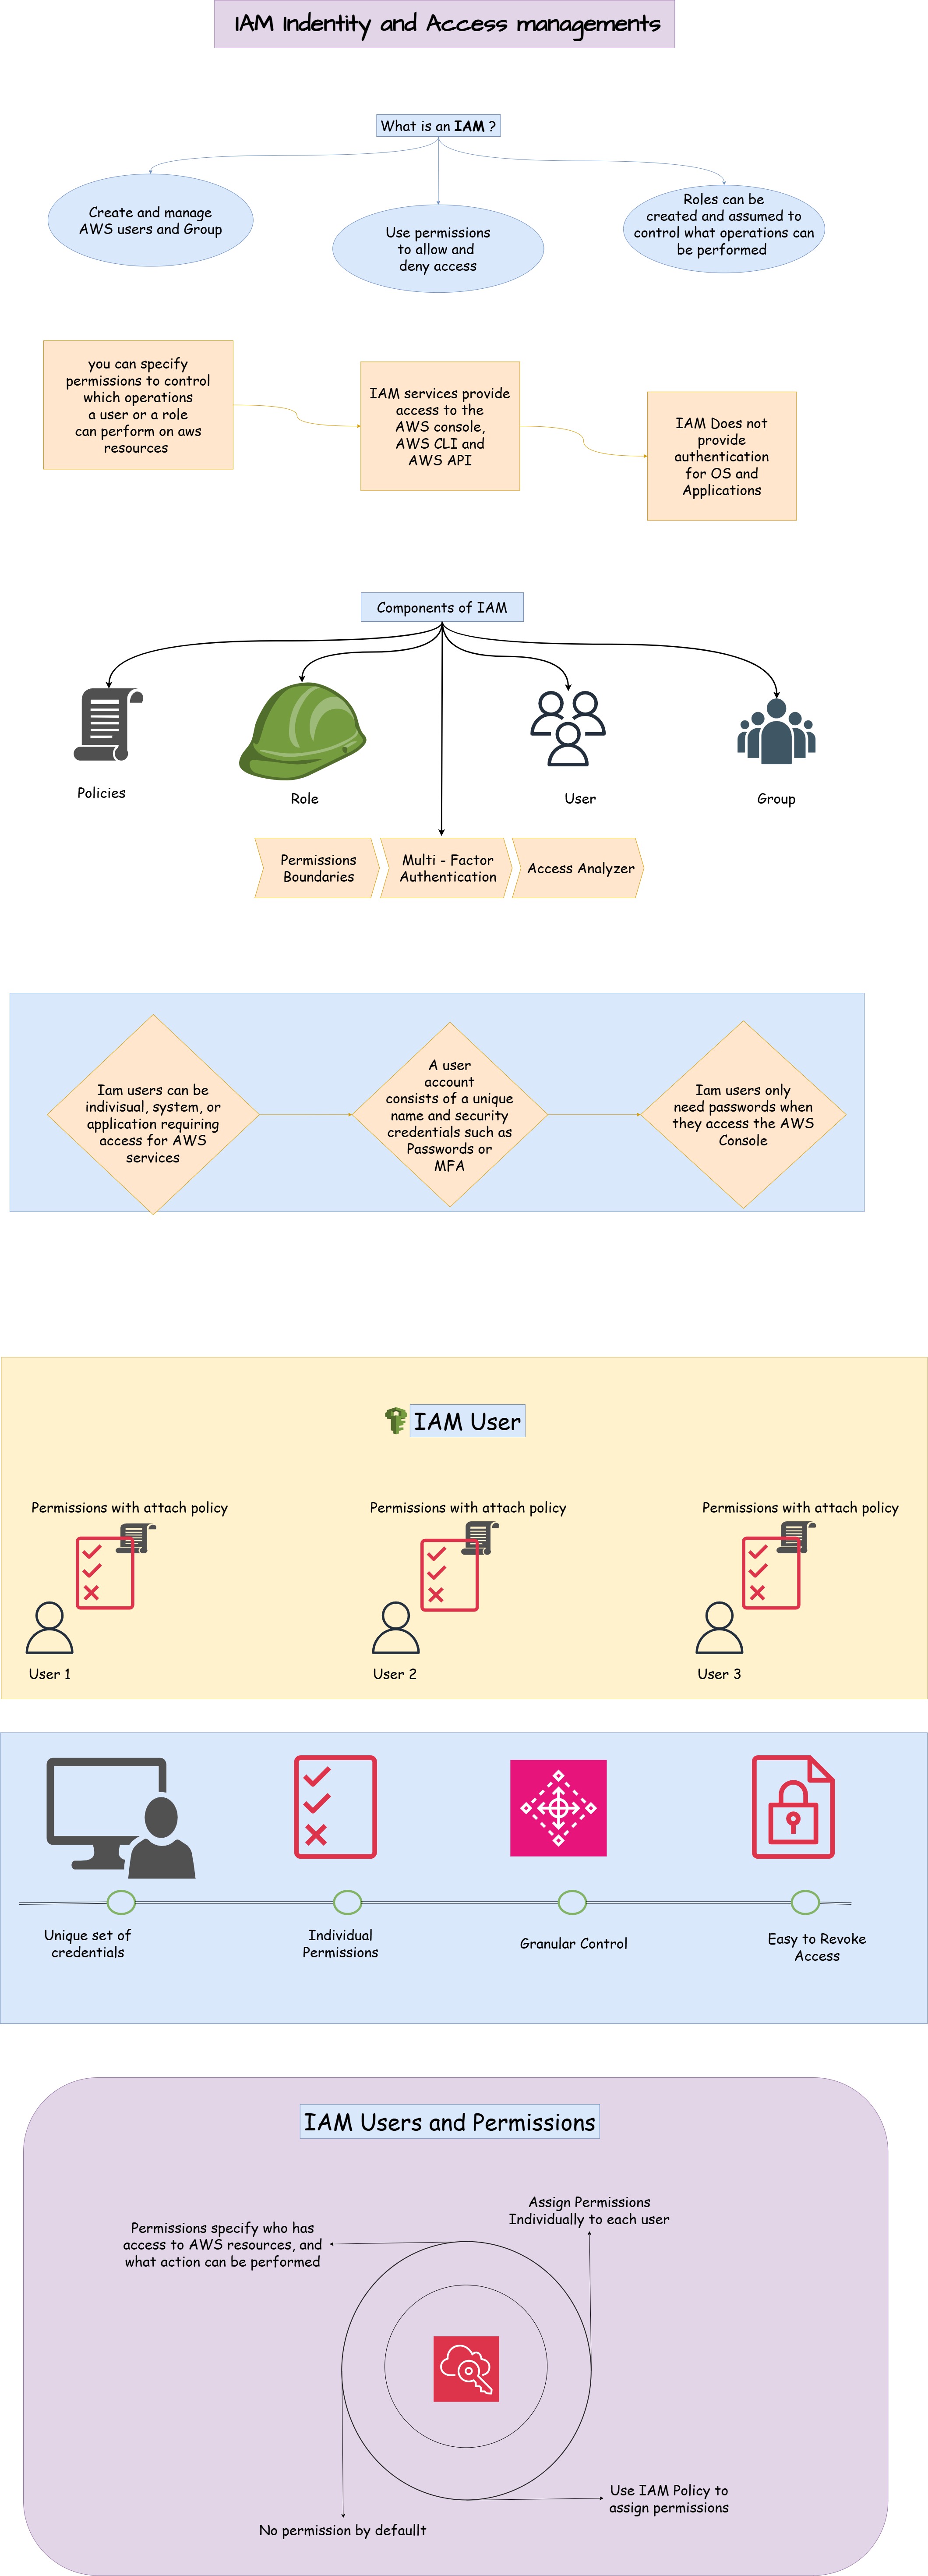 IAM Indentity and Access managements
What is an IAM ?
Create and manage
AWS users and Group
Use permissions
to allow and
deny access
Roles can be
created and assumed to
control what operations can
be performed
you can specify
permissions to control
which operations
a user or a role
can perform on aws
resources
IAM services provide
access to the
AWS console,
AWS CLI and
AWS API
IAM Does not
provide
authentication
for OS and
Applications
Components of IAM
Policies
Role
User
Group
Permissions
Boundaries
Multi - Factor
Authentication
Access Analyzer
Iam users can be
indivisual, system, or
application requiring
access for AWS
services
A user
account
consists of a unique
name and security
credentials such as
Passwords or
MFA
Iam users only
need passwords when
they access the AWS
Console
IAM User
Permissions with attach policy
Permissions with attach policy
Permissions with attach policy
User 1
User 2
User 3
Unique set of
credentials
Individual
Permissions
Granular Control
Easy to Revoke
Access
IAM Users and Permissions
Assign Permissions
Individually to each user
Permissions specify who has
access to AWS resources, and
what action can be performed
Use IAM Policy to
assign permissions
No permission by defaullt